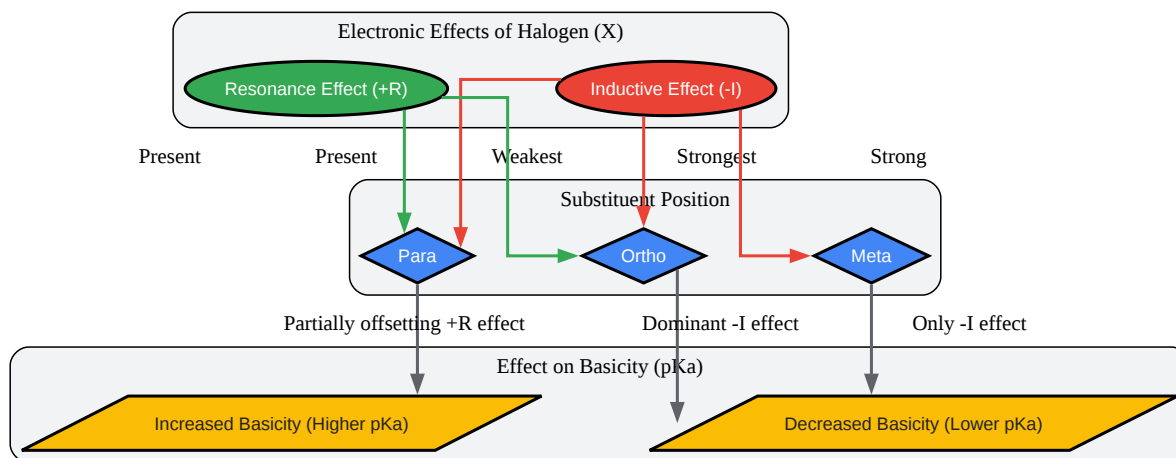 Electronic Effects of Halogen (X)
Resonance Effect (+R)
Inductive Effect (-I)
Present
Present
Weakest
Strongest
Strong
Substituent Position
Para
Ortho
Meta
Partially offsetting +R effect
Dominant -I effect
Only -I effect
Effect on Basicity (pKa)
Increased Basicity (Higher pKa)
Decreased Basicity (Lower pKa)